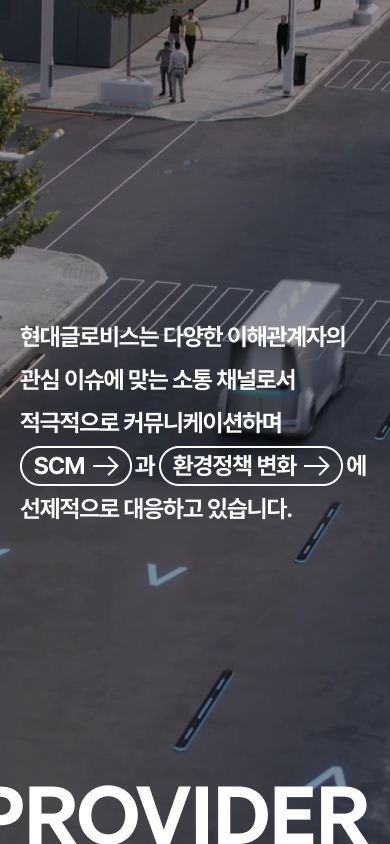 현대글로비스는 다양한 이해관계자의
관심 이슈에 맞는 소통 채널로서
적극적으로 커뮤니케이션하며
SCM → 과 환경정책 변화 → 에
선제적으로 대응하고 있습니다.
PROVIDER